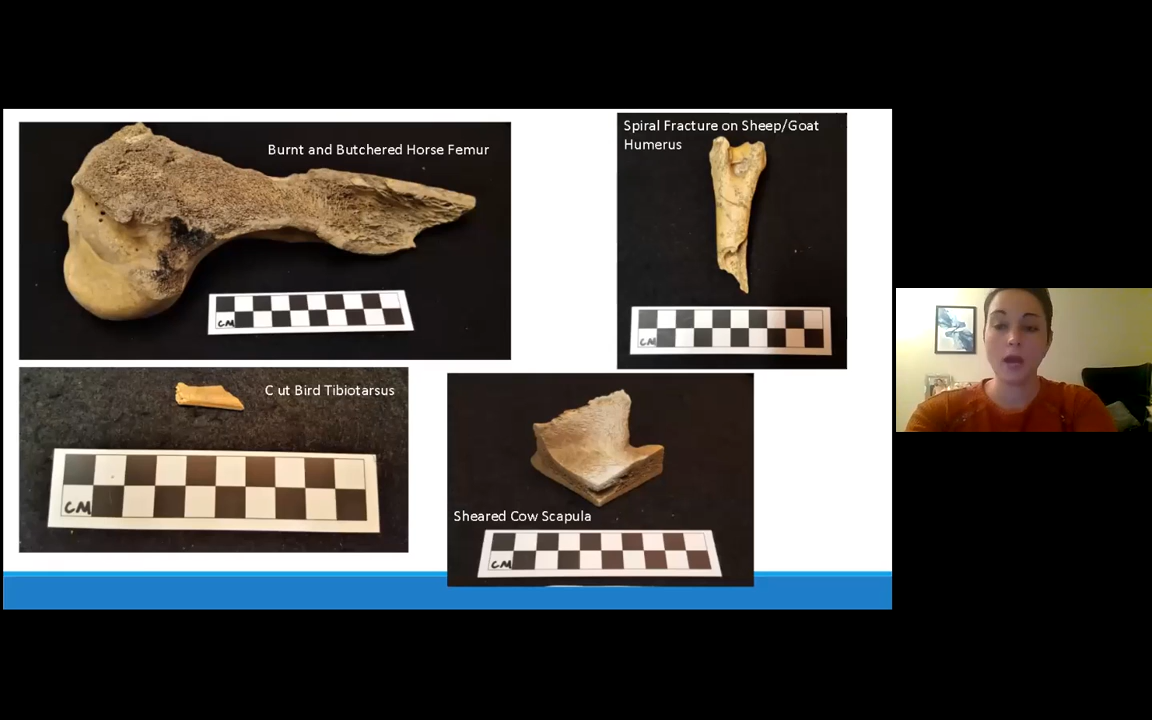 Burnt and Butchered Horse Femur
CM
Spiral Fracture on Sheep/Goat
Humerus
CM
C ut Bird Tibiotarsus
CM
Sheared Cow Scapula
CM